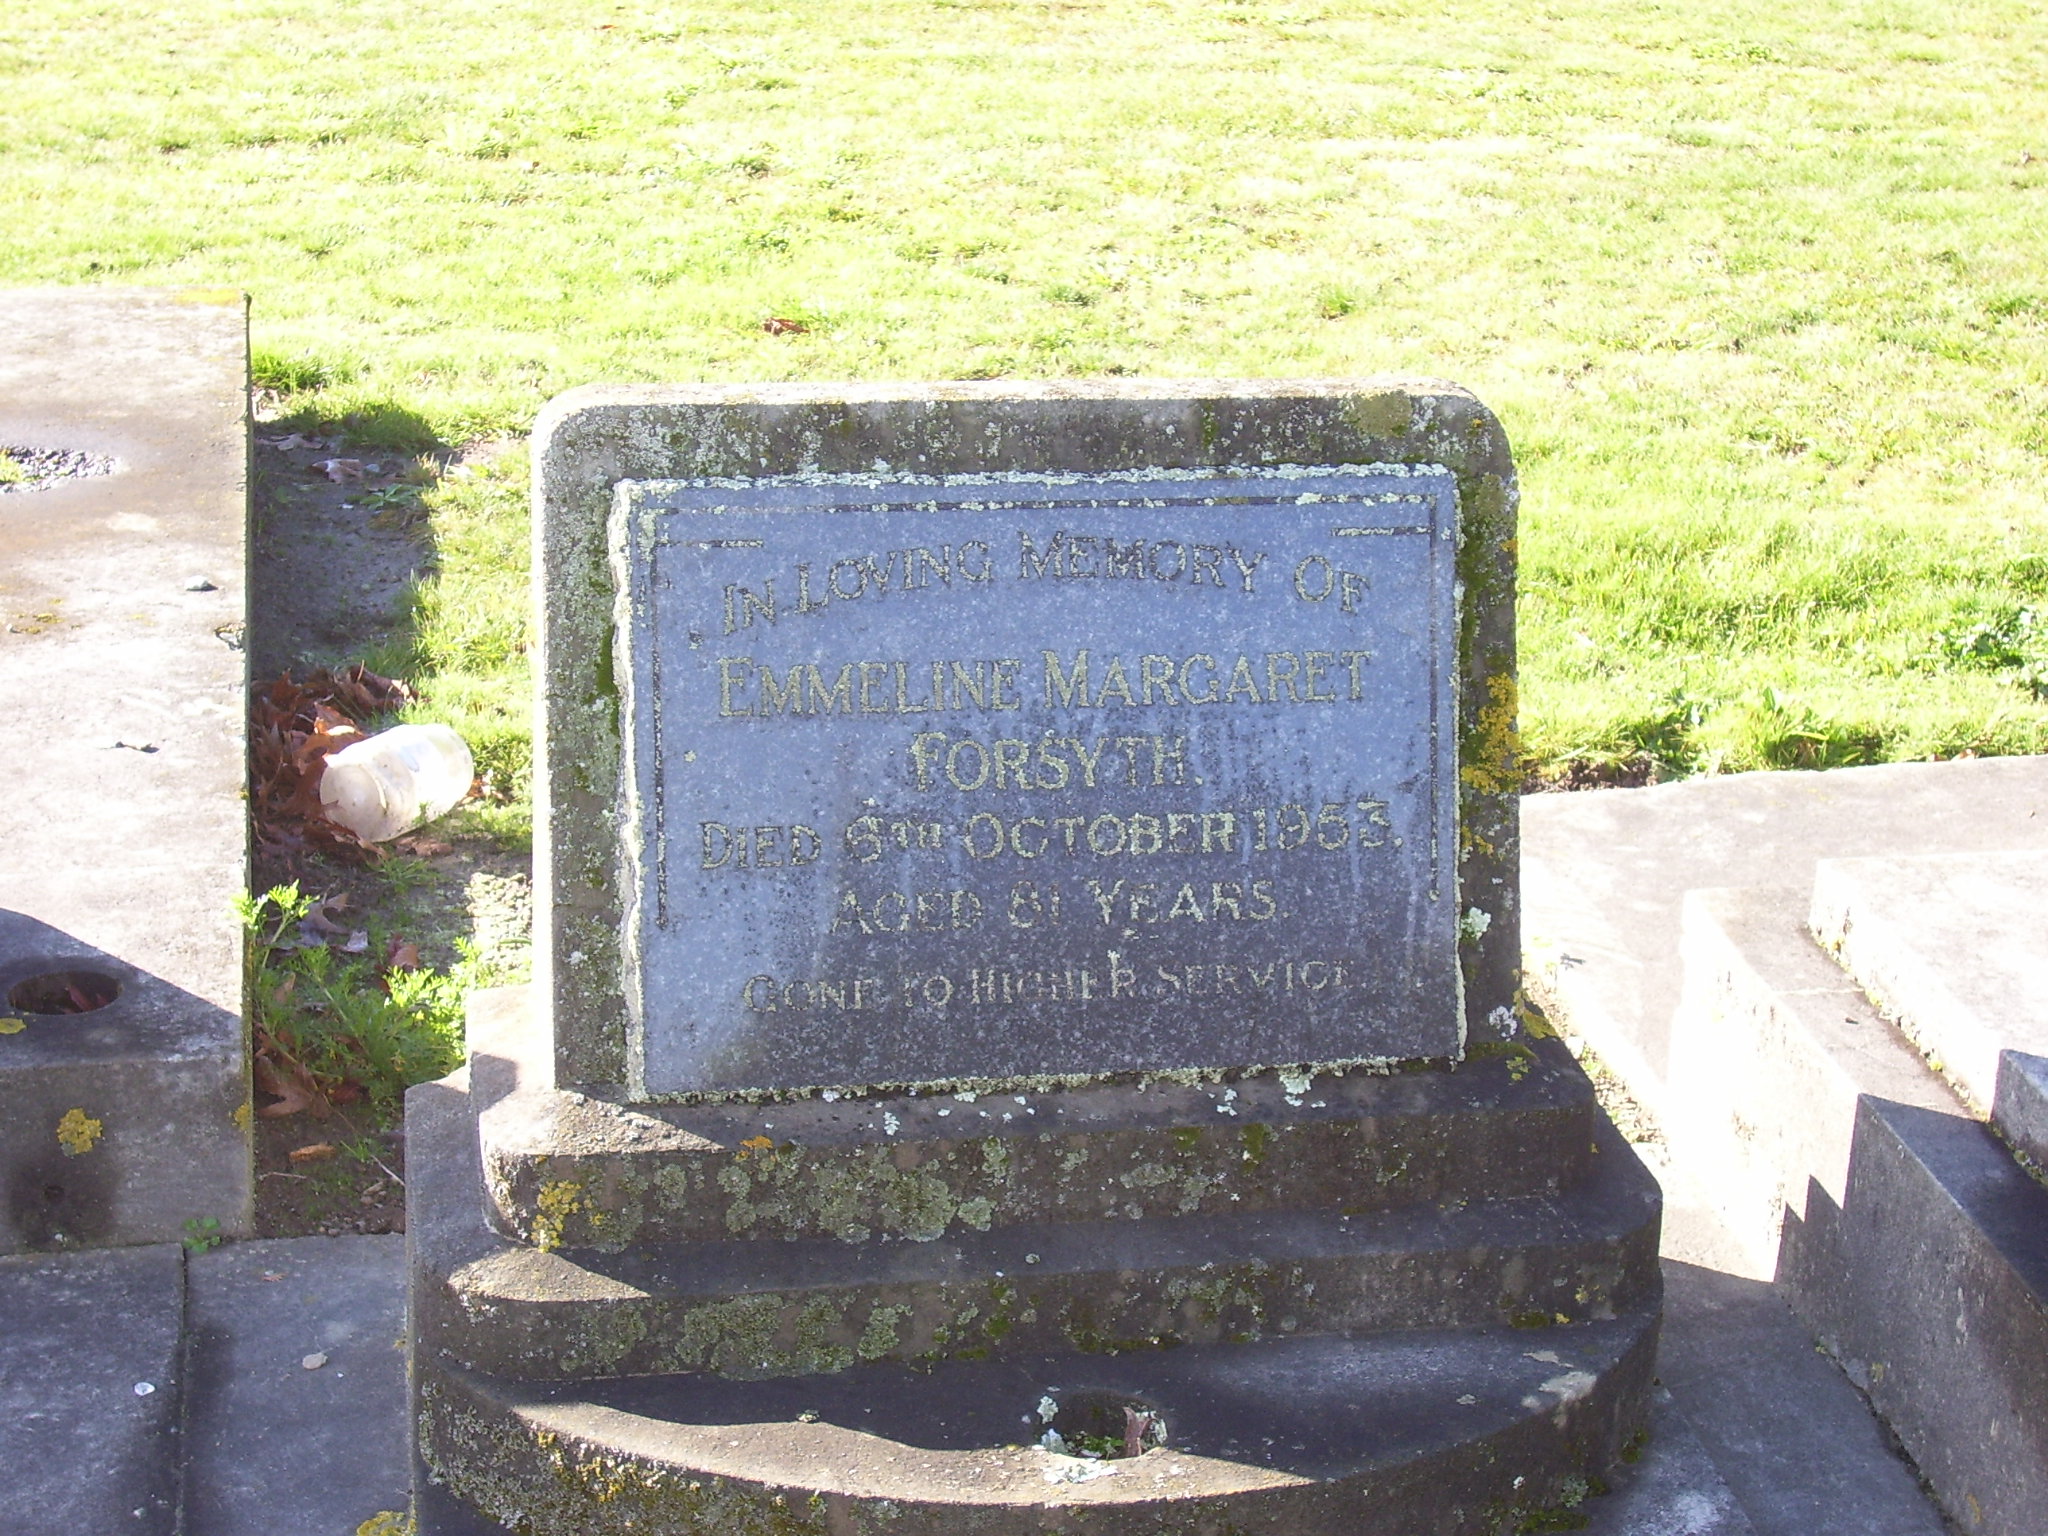 IN LOVING MEMORY OF
EMMELINE MARGARET
FORSYTH.
DIED 6TH OCTOBER 1953.
AGED 81 YEARS.
GONE TO HIGHER SERVICE